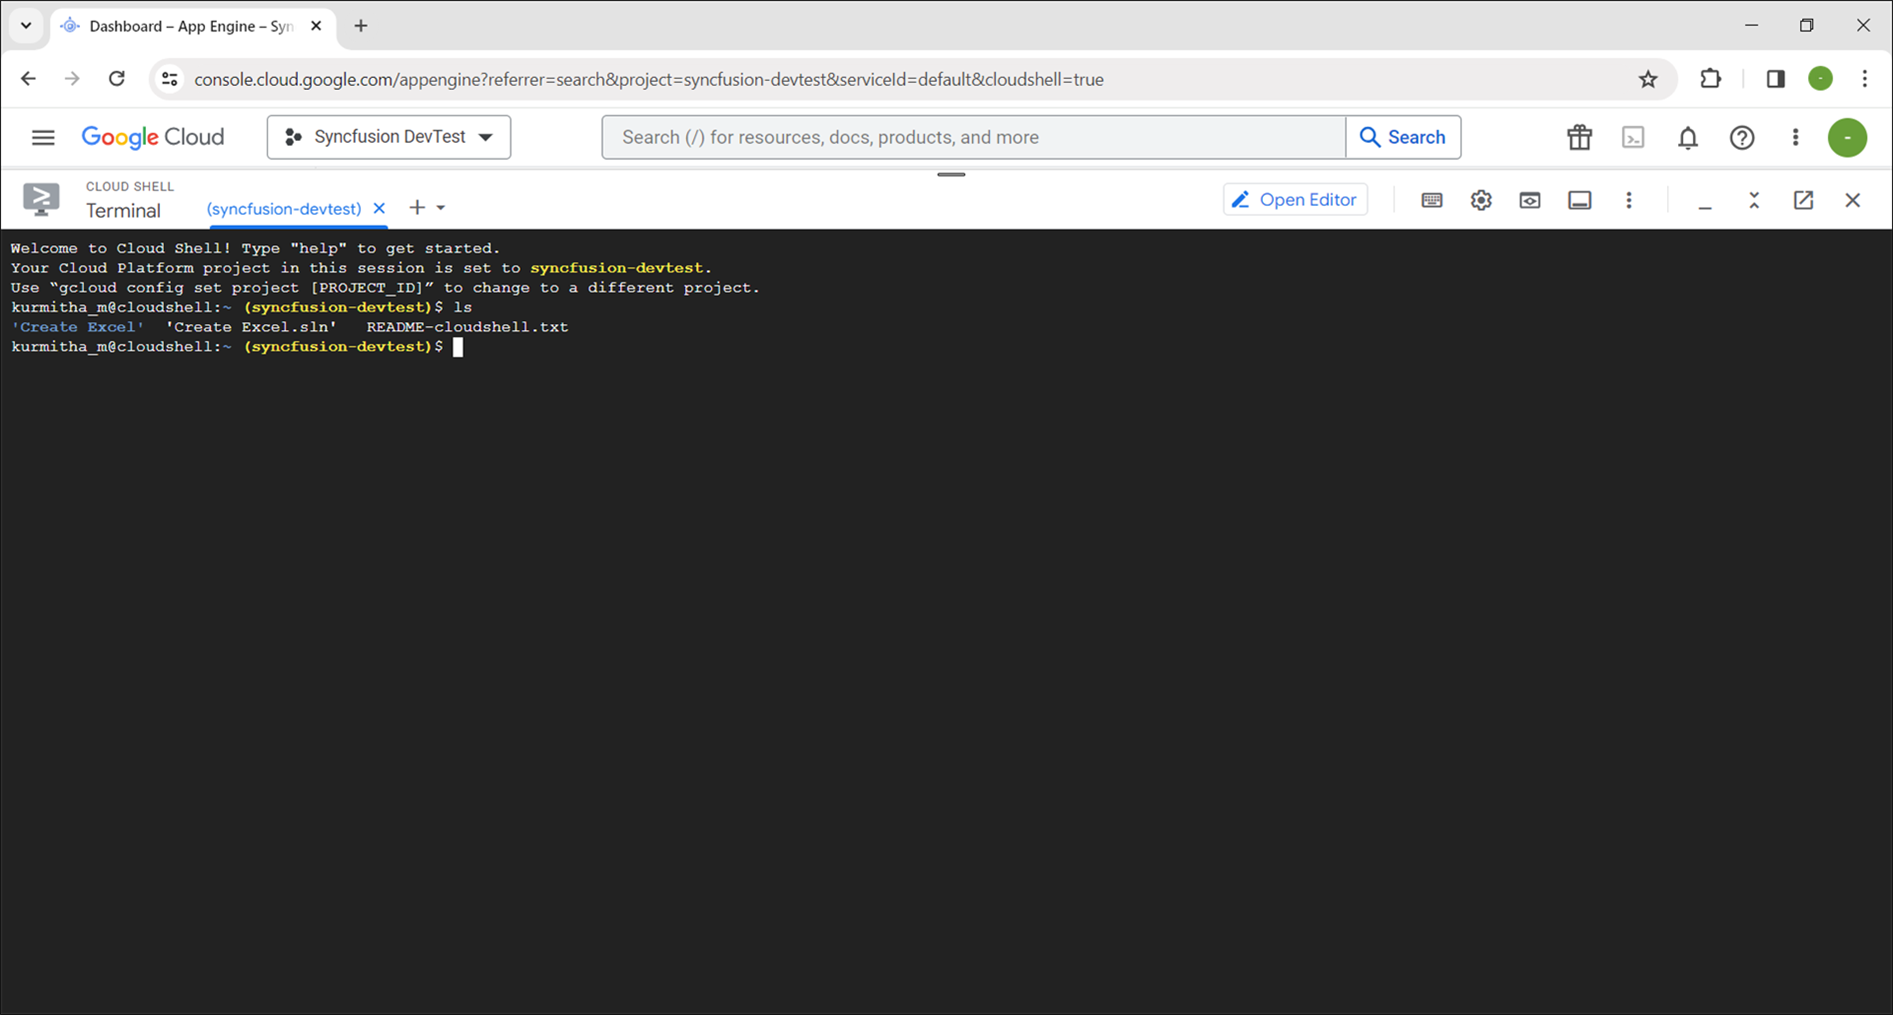 Dashboard – App Engine – Syn
console.cloud.google.com/appengine?referrer=search&project=syncfusion-devtest&serviceId=default&cloudshell=true
Google Cloud
Syncfusion DevTest
Search (/) for resources, docs, products, and more
Search
CLOUD SHELL
Terminal
(syncfusion-devtest)
Open Editor
Welcome to Cloud Shell! Type "help" to get started.
Your Cloud Platform project in this session is set to syncfusion-devtest.
Use “gcloud config set project [PROJECT_ID]” to change to a different project.
kurmitha_m@cloudshell:~ (syncfusion-devtest)$ ls
'Create Excel'  'Create Excel.sln'   README-cloudshell.txt
kurmitha_m@cloudshell:~ (syncfusion-devtest)$